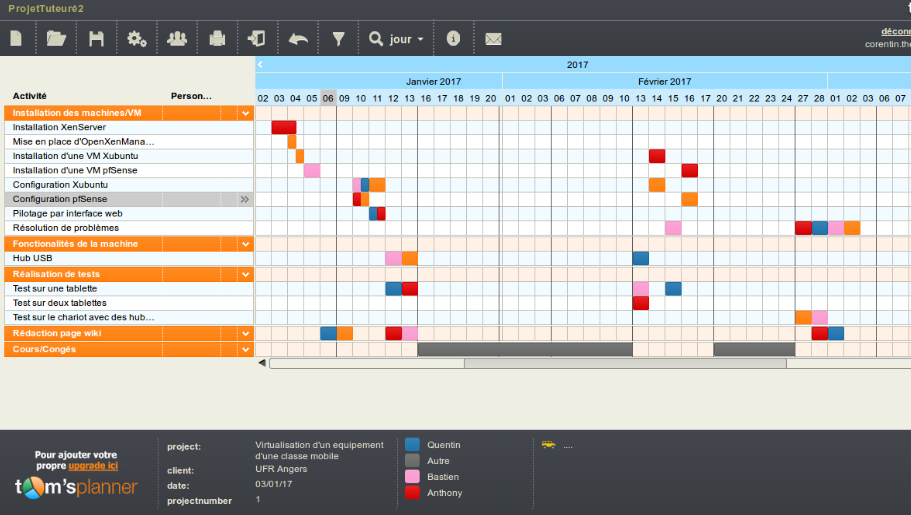 ProjetTuteuré2
jour
décon
corentin.the
2017
Janvier 2017 Février 2017
Activité Person...
02 03 04 05 06 09 10 11 12 13 16 17 18 19 20 01 02 03 06 07 08 09 10 13 14 15 16 17 20 21 22 23 24 27 28 01 02 03 06 07
Installation des machines/VM
Installation XenServer
Mise en place d'OpenXenMana...
Installation d'une VM Xubuntu
Installation d'une VM pfSense
Configuration Xubuntu
Configuration pfSense
Pilotage par interface web
Résolution de problèmes
Fonctionalités de la machine
Hub USB
Réalisation de tests
Test sur une tablette
Test sur deux tablettes
Test sur le chariot avec des hub...
Rédaction page wiki
Cours/Congés
Pour ajouter votre
propre upgrade ici
tom'splanner
project: Virtualisation d'un equipement
d'une classe mobile
client: UFR Angers
date: 03/01/17
projectnumber 1
Quentin
Autre
Bastien
Anthony
....